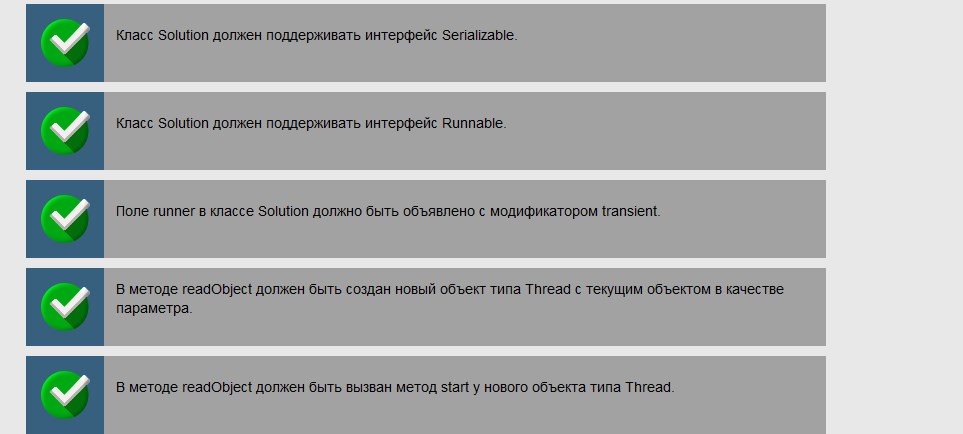 Класс Solution должен поддерживать интерфейс Serializable.
Класс Solution должен поддерживать интерфейс Runnable.
Поле runner в классе Solution должно быть объявлено с модификатором transient.
В методе readObject должен быть создан новый объект типа Thread с текущим объектом в качестве
параметра.
В методе readObject должен быть вызван метод start у нового объекта типа Thread.